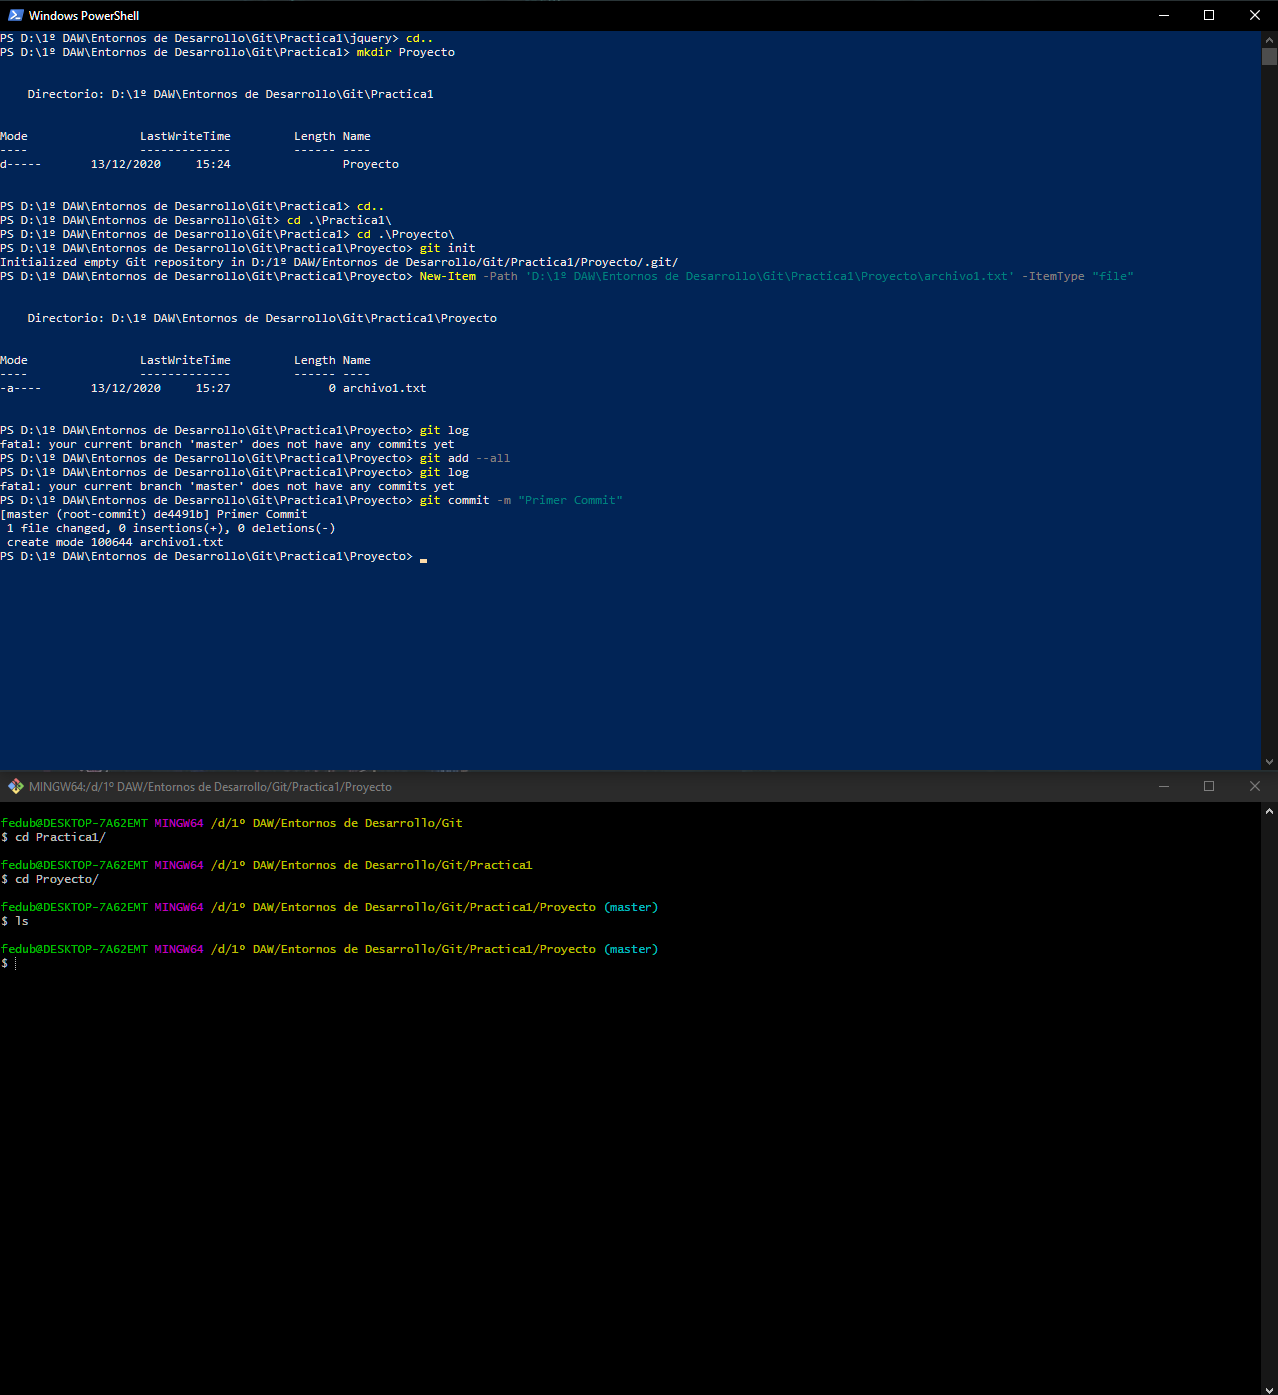 Windows PowerShell
PS D:\1º DAW\Entornos de Desarrollo\Git\Practica1\jquery> cd..
PS D:\1º DAW\Entornos de Desarrollo\Git\Practica1> mkdir Proyecto
Directorio: D:\1º DAW\Entornos de Desarrollo\Git\Practica1
Mode                LastWriteTime         Length Name
----                -------------         ------ ----
d-----       13/12/2020     15:24                Proyecto
PS D:\1º DAW\Entornos de Desarrollo\Git\Practica1> cd..
PS D:\1º DAW\Entornos de Desarrollo\Git> cd .\Practica1\
PS D:\1º DAW\Entornos de Desarrollo\Git\Practica1> cd .\Proyecto\
PS D:\1º DAW\Entornos de Desarrollo\Git\Practica1\Proyecto> git init
Initialized empty Git repository in D:/1º DAW/Entornos de Desarrollo/Git/Practica1/Proyecto/.git/
PS D:\1º DAW\Entornos de Desarrollo\Git\Practica1\Proyecto> New-Item -Path 'D:\1º DAW\Entornos de Desarrollo\Git\Practica1\Proyecto\archivo1.txt' -ItemType "file"
Directorio: D:\1º DAW\Entornos de Desarrollo\Git\Practica1\Proyecto
Mode                LastWriteTime         Length Name
----                -------------         ------ ----
-a----       13/12/2020     15:27              0 archivo1.txt
PS D:\1º DAW\Entornos de Desarrollo\Git\Practica1\Proyecto> git log
fatal: your current branch 'master' does not have any commits yet
PS D:\1º DAW\Entornos de Desarrollo\Git\Practica1\Proyecto> git add --all
PS D:\1º DAW\Entornos de Desarrollo\Git\Practica1\Proyecto> git log
fatal: your current branch 'master' does not have any commits yet
PS D:\1º DAW\Entornos de Desarrollo\Git\Practica1\Proyecto> git commit -m "Primer Commit"
[master (root-commit) de4491b] Primer Commit
 1 file changed, 0 insertions(+), 0 deletions(-)
 create mode 100644 archivo1.txt
PS D:\1º DAW\Entornos de Desarrollo\Git\Practica1\Proyecto>
MINGW64:/d/1º DAW/Entornos de Desarrollo/Git/Practica1/Proyecto
fedub@DESKTOP-7A62EMT MINGW64 /d/1º DAW/Entornos de Desarrollo/Git
$ cd Practica1/
fedub@DESKTOP-7A62EMT MINGW64 /d/1º DAW/Entornos de Desarrollo/Git/Practica1
$ cd Proyecto/
fedub@DESKTOP-7A62EMT MINGW64 /d/1º DAW/Entornos de Desarrollo/Git/Practica1/Proyecto (master)
$ ls
fedub@DESKTOP-7A62EMT MINGW64 /d/1º DAW/Entornos de Desarrollo/Git/Practica1/Proyecto (master)
$